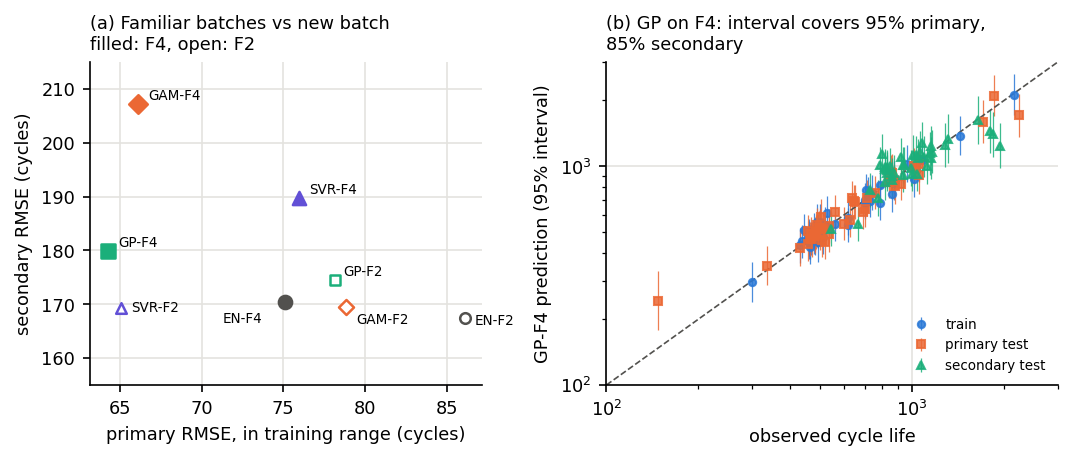 (a) Familiar batches vs new batch
filled: F4, open: F2
secondary RMSE (cycles)
210
200
190
180
170
160
GAM-F4
SVR-F4
GP-F4
GP-F2
SVR-F2
EN-F4
GAM-F2
EN-F2
65
70
75
80
85
primary RMSE, in training range (cycles)
(b) GP on F4: interval covers 95% primary,
85% secondary
GP-F4 prediction (95% interval)
10³
10²
train
primary test
secondary test
10²
10³
observed cycle life